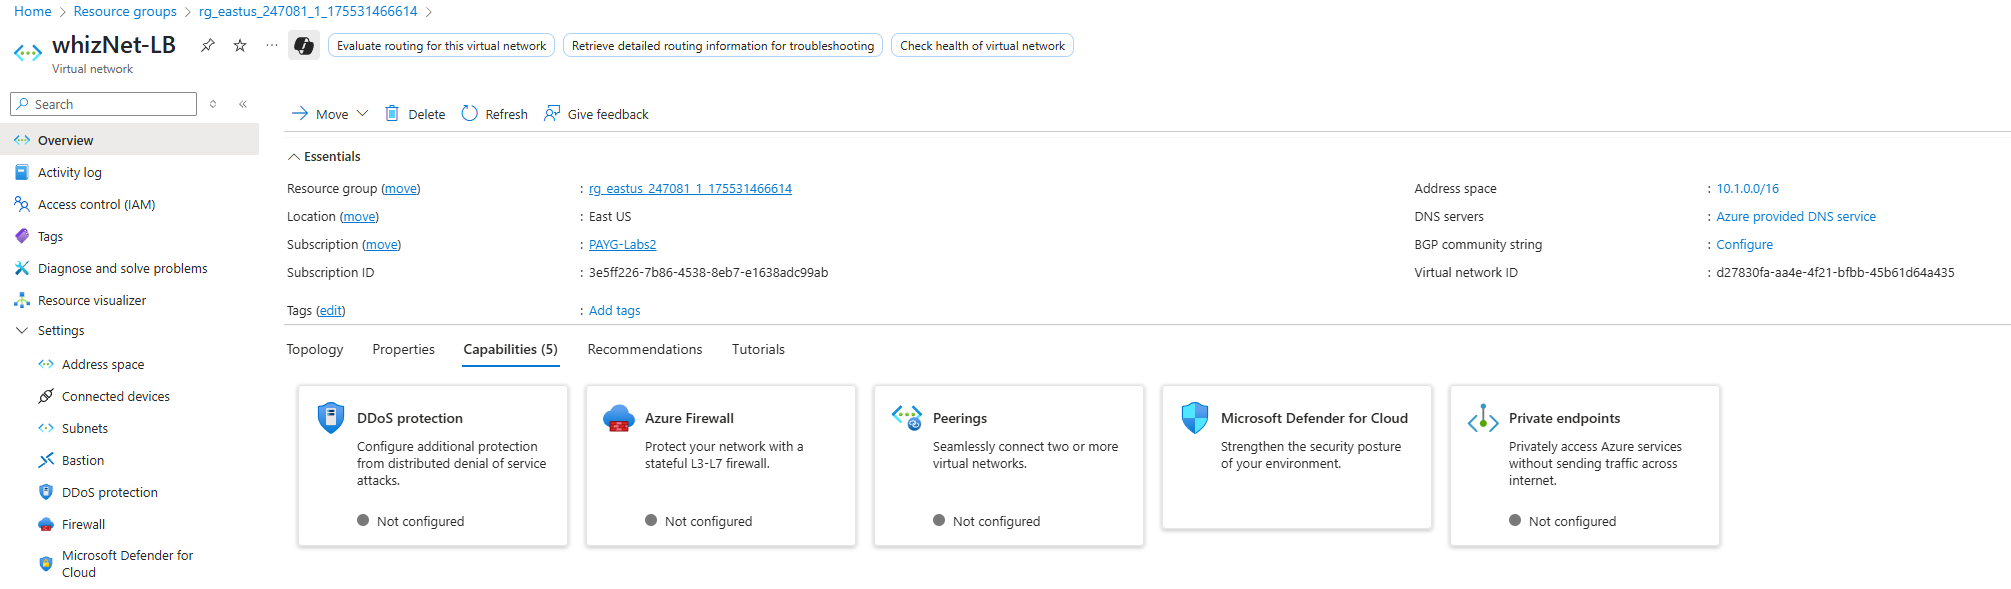 Home > Resource groups > rg_eastus_247081_1_175531466614 >
whizNet-LB
Virtual network
Evaluate routing for this virtual network
Retrieve detailed routing information for troubleshooting
Check health of virtual network
Search
Overview
Activity log
Access control (IAM)
Tags
Diagnose and solve problems
Resource visualizer
Settings
Address space
Connected devices
Subnets
Bastion
DDoS protection
Firewall
Microsoft Defender for
Cloud
Move
Delete
Refresh
Give feedback
Essentials
Resource group (move) : rg_eastus_247081_1_175531466614
Location (move) : East US
Subscription (move) : PAYG-Labs2
Subscription ID : 3e5ff226-7b86-4538-8eb7-e1638adc99ab
Tags (edit) : Add tags
Address space : 10.1.0.0/16
DNS servers : Azure provided DNS service
BGP community string : Configure
Virtual network ID : d27830fa-aa4e-4f21-bfbb-45b61d64a435
Topology
Properties
Capabilities (5)
Recommendations
Tutorials
DDoS protection
Configure additional protection
from distributed denial of service
attacks.
Not configured
Azure Firewall
Protect your network with a
stateful L3-L7 firewall.
Not configured
Peerings
Seamlessly connect two or more
virtual networks.
Not configured
Microsoft Defender for Cloud
Strengthen the security posture
of your environment.
Private endpoints
Privately access Azure services
without sending traffic across
internet.
Not configured